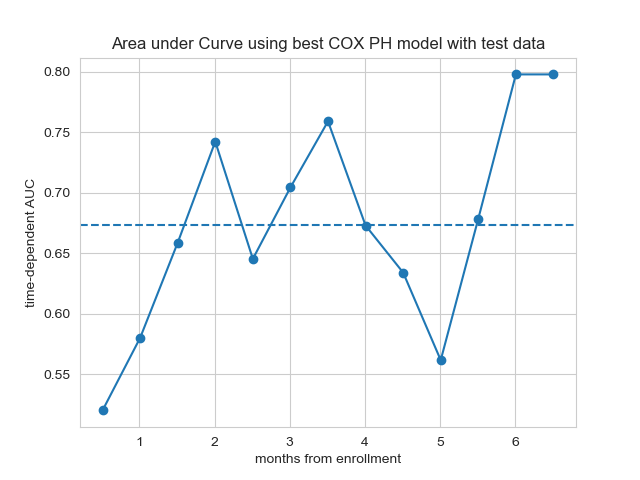 Area under Curve using best COX PH model with test data
0.80
0.75
0.70
0.65
0.60
0.55
time-dependent AUC
1 2 3 4 5 6
months from enrollment